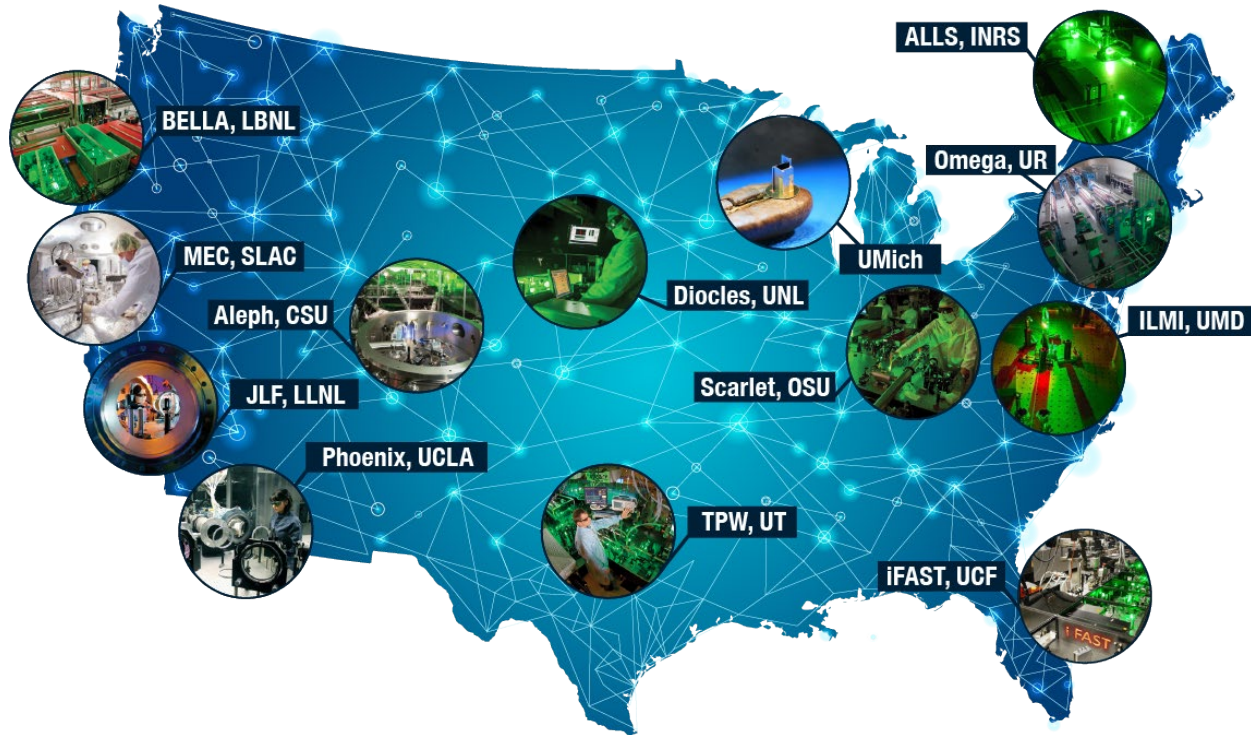 ALLS, INRS
BELLA, LBNL
Omega, UR
MEC, SLAC
UMich
Diocles, UNL
Aleph, CSU
ILMI, UMD
Scarlet, OSU
JLF, LLNL
Phoenix, UCLA
TPW, UT
iFAST, UCF
i FAST